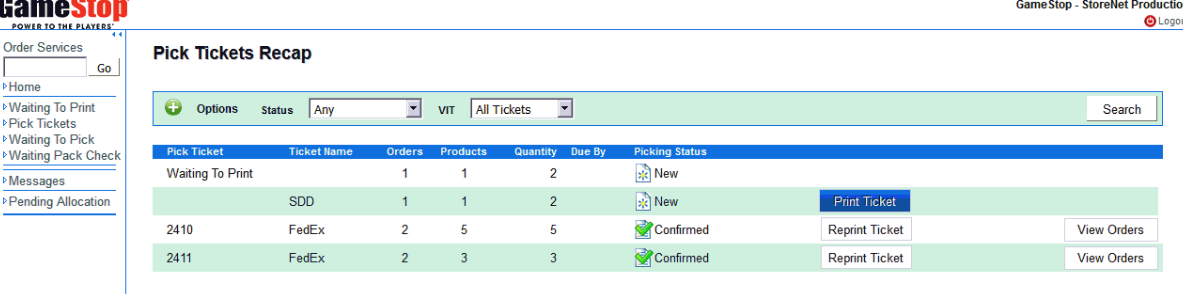 GameStop
POWER TO THE PLAYERS·
GameStop - StoreNet Productio
Logou
Order Services
Go
Home
Waiting To Print
Pick Tickets
Waiting To Pick
Waiting Pack Check
Messages
Pending Allocation
Pick Tickets Recap
Options Status Any VIT All Tickets Search
Pick Ticket Ticket Name Orders Products Quantity Due By Picking Status
Waiting To Print 1 1 2 New
SDD 1 1 2 New Print Ticket
2410 FedEx 2 5 5 Confirmed Reprint Ticket View Orders
2411 FedEx 2 3 3 Confirmed Reprint Ticket View Orders